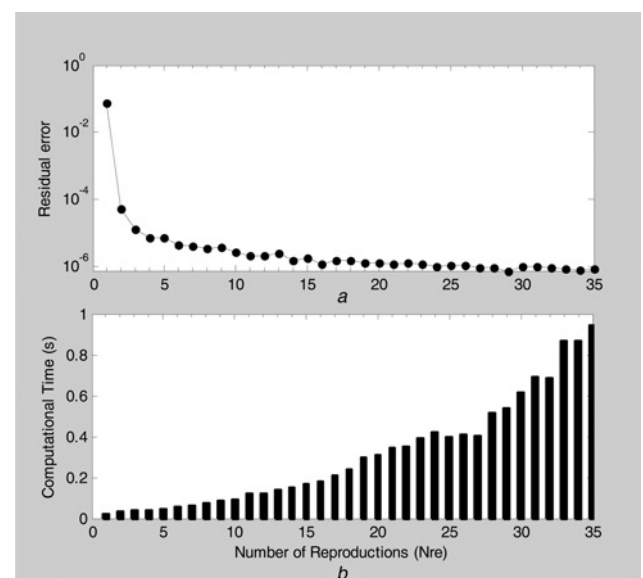 10^0
10^-2
10^-4
10^-6
Residual error
0 5 10 15 20 25 30 35
a
1
0.8
0.6
0.4
0.2
0
Computational Time (s)
0 5 10 15 20 25 30 35
Number of Reproductions (Nre)
b